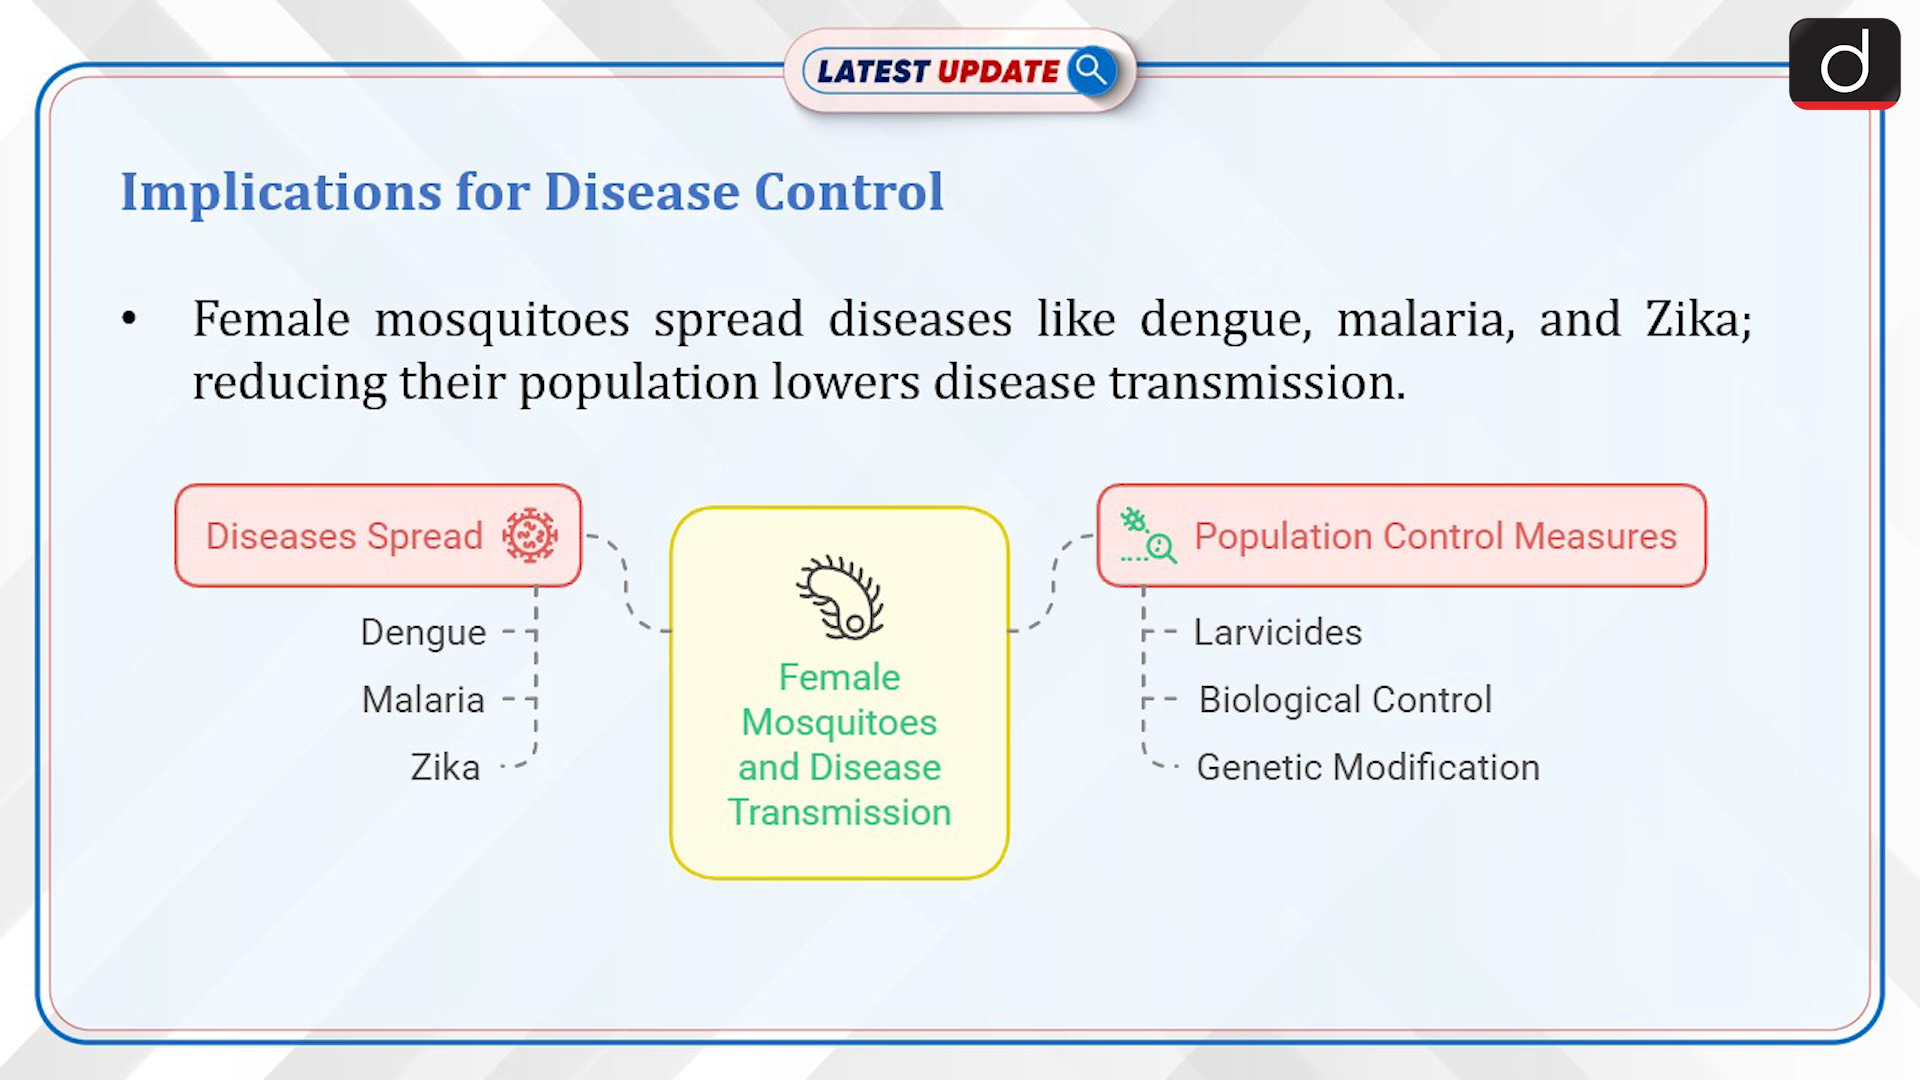 LATEST UPDATE
d
Implications for Disease Control
• Female mosquitoes spread diseases like dengue, malaria, and Zika;
reducing their population lowers disease transmission.
Diseases Spread
Dengue
Malaria
Zika
Female
Mosquitoes
and Disease
Transmission
Population Control Measures
Larvicides
Biological Control
Genetic Modification